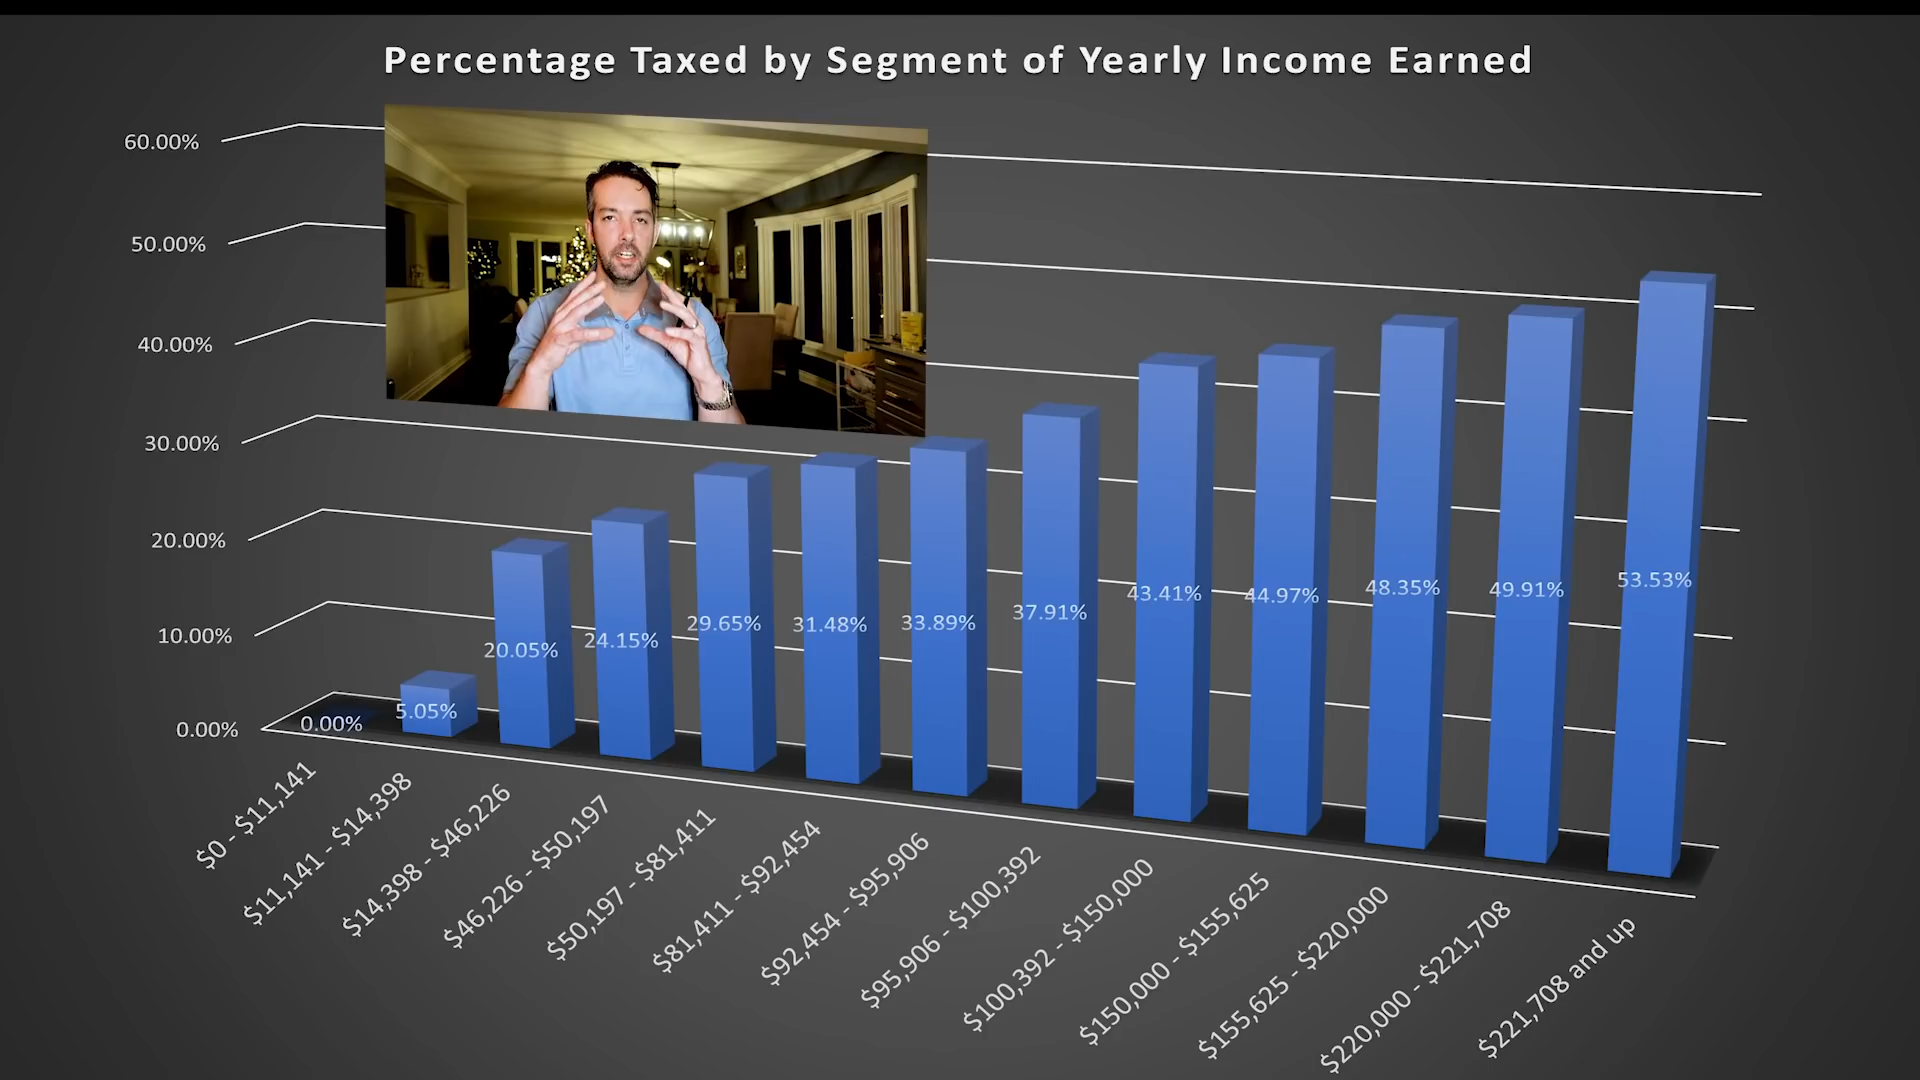 Percentage Taxed by Segment of Yearly Income Earned
60.00%
50.00%
40.00%
30.00%
20.00%
10.00%
0.00%
0.00%
5.05%
20.05%
24.15%
29.65%
31.48%
33.89%
37.91%
43.41%
44.97%
48.35%
49.91%
53.53%
$0 - $11,141
$11,141 - $14,398
$14,398 - $46,226
$46,226 - $50,197
$50,197 - $81,411
$81,411 - $92,454
$92,454 - $95,906
$95,906 - $100,392
$100,392 - $150,000
$150,000 - $155,625
$155,625 - $220,000
$220,000 - $221,708
$221,708 and up